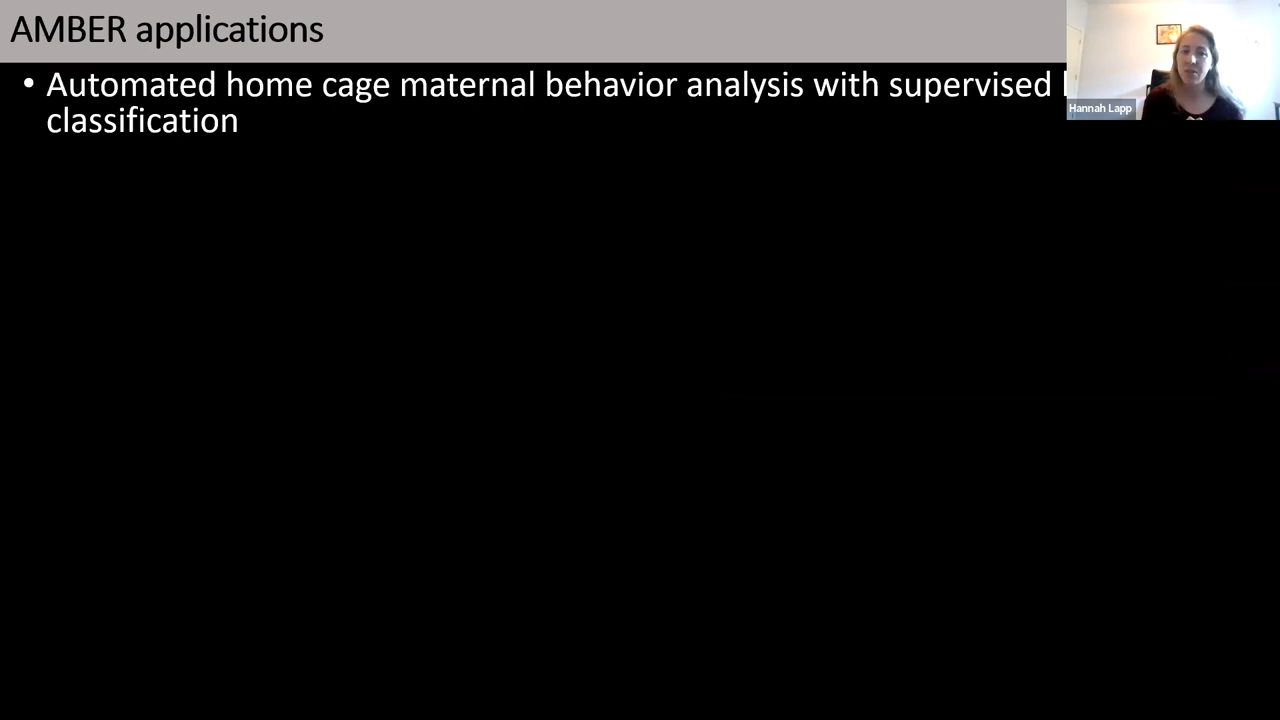 AMBER applications
• Automated home cage maternal behavior analysis with supervised
classification
Hannah Lapp